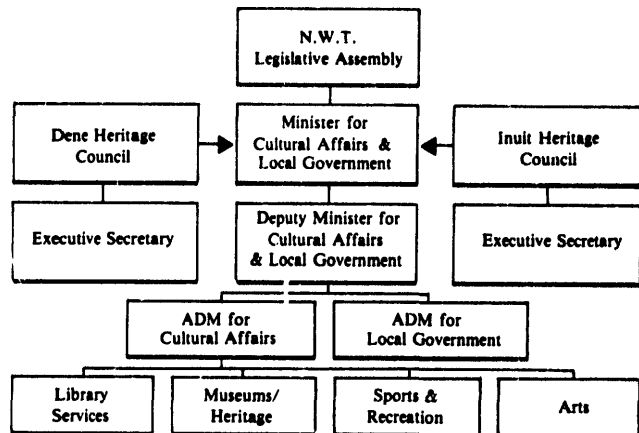 N.W.T.
Legislative Assembly
Dene Heritage
Council
Minister for
Cultural Affairs &
Local Government
Inuit Heritage
Council
Executive Secretary
Deputy Minister for
Cultural Affairs
& Local Government
Executive Secretary
ADM for
Cultural Affairs
ADM for
Local Government
Library
Services
Museums/
Heritage
Sports &
Recreation
Arts